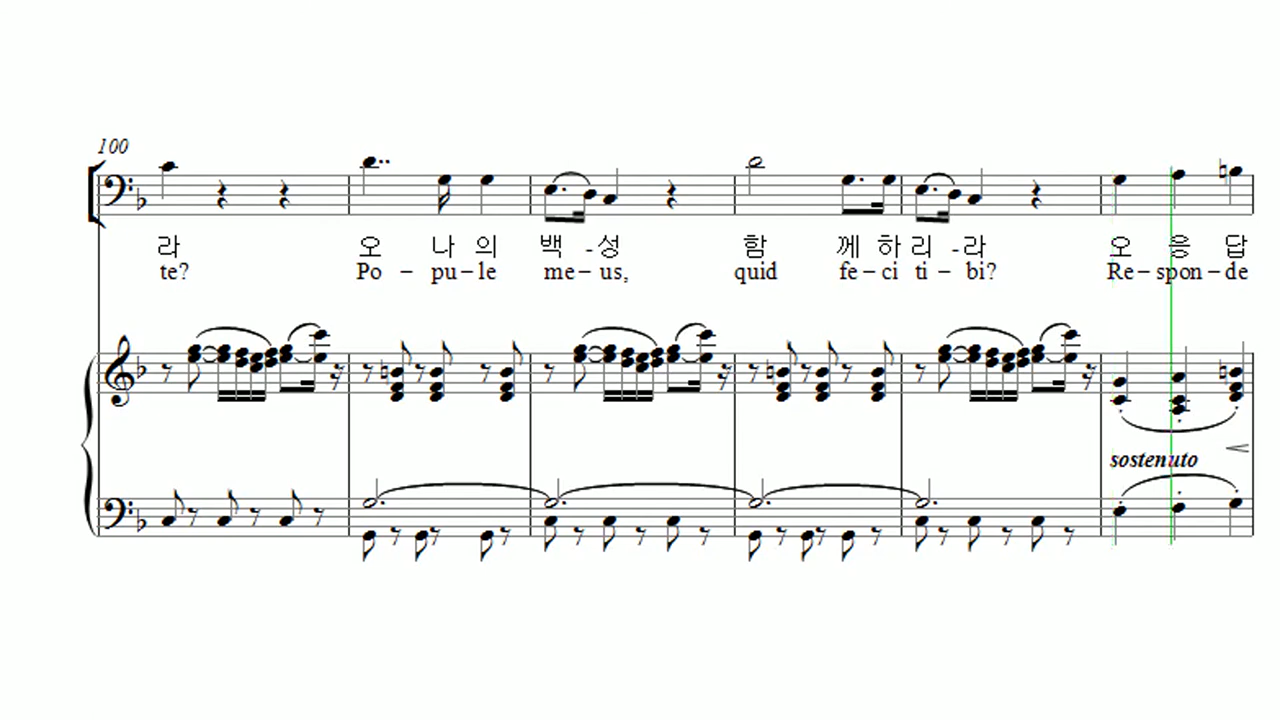 100
라 오 나 의 백 - 성 함 께 하 리 - 라 오 응 답
te? Po - pu - le me - us, quid fe - ci ti - bi? Re - spon - de
sostenuto